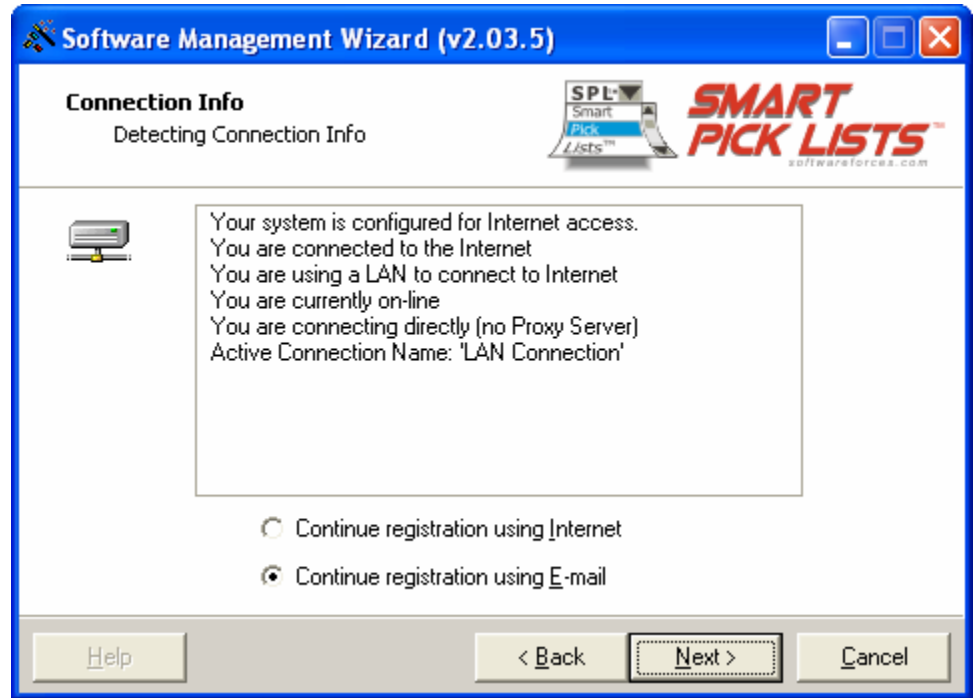 Software Management Wizard (v2.03.5)
Connection Info
Detecting Connection Info
SPL
Smart
Pick
Lists™
SMART
PICK LISTS™
softwareforces.com
Your system is configured for Internet access.
You are connected to the Internet
You are using a LAN to connect to Internet
You are currently on-line
You are connecting directly (no Proxy Server)
Active Connection Name: 'LAN Connection'
Continue registration using Internet
Continue registration using E-mail
Help
< Back
Next >
Cancel